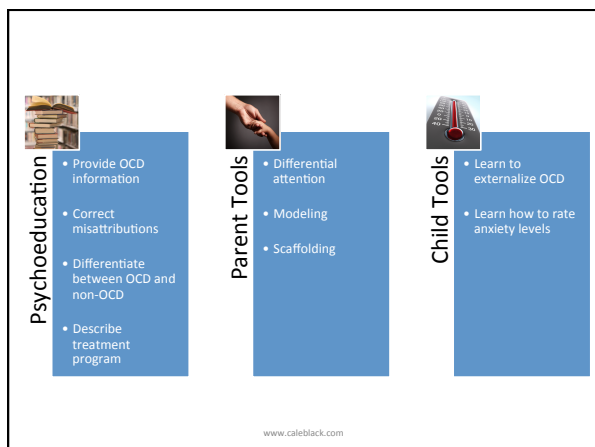 Psychoeducation
• Provide OCD
information
• Correct
misattributions
• Differentiate
between OCD and
non-OCD
• Describe
treatment
program
Parent Tools
• Differential
attention
• Modeling
• Scaffolding
Child Tools
• Learn to
externalize OCD
• Learn how to rate
anxiety levels
www.caleblack.com